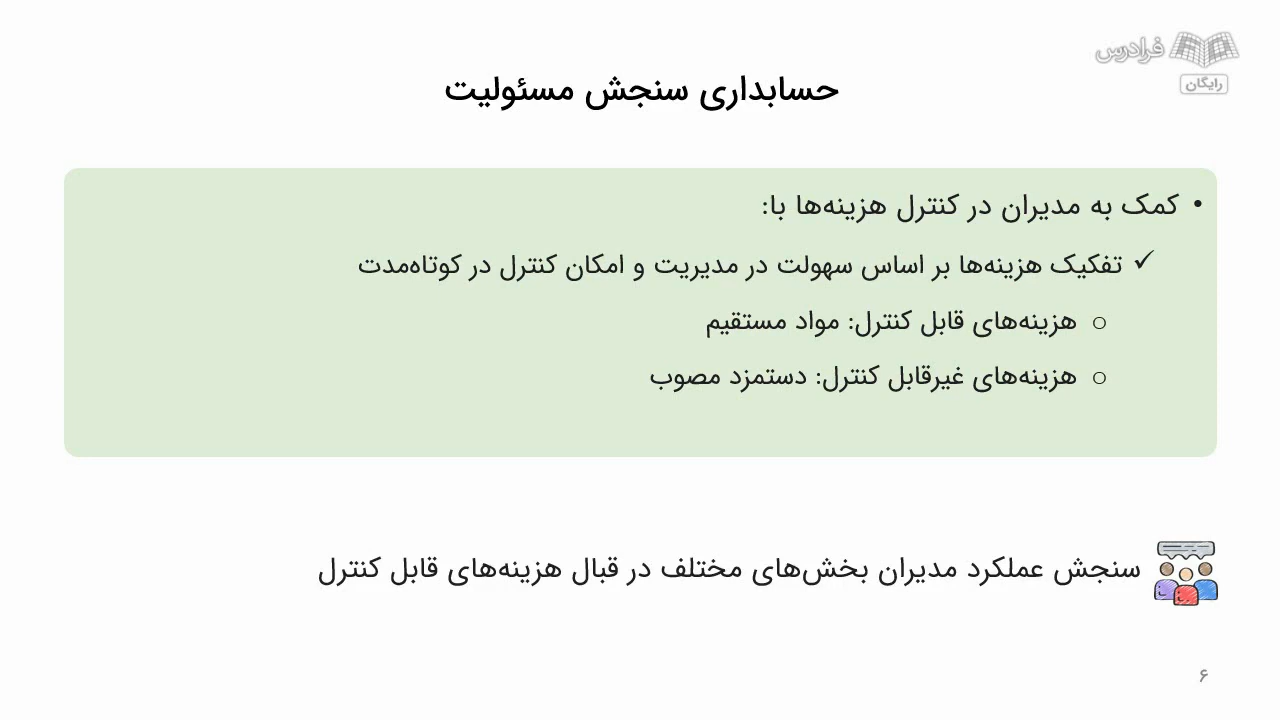 فرادرس
رایگان
حسابداری سنجش مسئولیت
• کمک به مدیران در کنترل هزینه‌ها با:
✓ تفکیک هزینه‌ها بر اساس سهولت در مدیریت و امکان کنترل در کوتاه‌مدت
○ هزینه‌های قابل کنترل: مواد مستقیم
○ هزینه‌های غیرقابل کنترل: دستمزد مصوب
سنجش عملکرد مدیران بخش‌های مختلف در قبال هزینه‌های قابل کنترل
۶